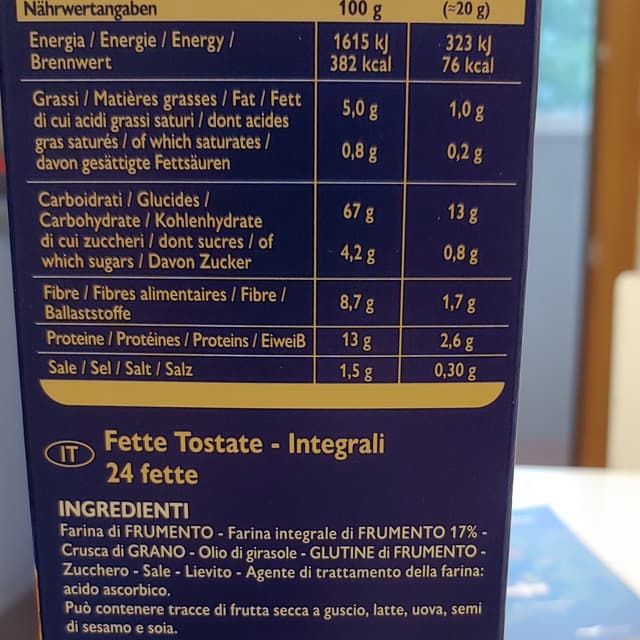 Nährwertangaben 100 g (≈20 g)
Energia / Energie / Energy / 1615 kJ 323 kJ
Brennwert 382 kcal 76 kcal
Grassi / Matières grasses / Fat / Fett 5,0 g 1,0 g
di cui acidi grassi saturi / dont acides
gras saturés / of which saturates / 0,8 g 0,2 g
davon gesättigte Fettsäuren
Carboidrati / Glucides /
Carbohydrate / Kohlenhydrate 67 g 13 g
di cui zuccheri / dont sucres / of
which sugars / Davon Zucker 4,2 g 0,8 g
Fibre / Fibres alimentaires / Fibre / 8,7 g 1,7 g
Ballaststoffe
Proteine / Protéines / Proteins / Eiweiß 13 g 2,6 g
Sale / Sel / Salt / Salz 1,5 g 0,30 g
IT Fette Tostate - Integrali
24 fette
INGREDIENTI
Farina di FRUMENTO - Farina integrale di FRUMENTO 17% -
Crusca di GRANO - Olio di girasole - GLUTINE di FRUMENTO -
Zucchero - Sale - Lievito - Agente di trattamento della farina:
acido ascorbico.
Può contenere tracce di frutta secca a guscio, latte, uova, semi
di sesamo e soia.